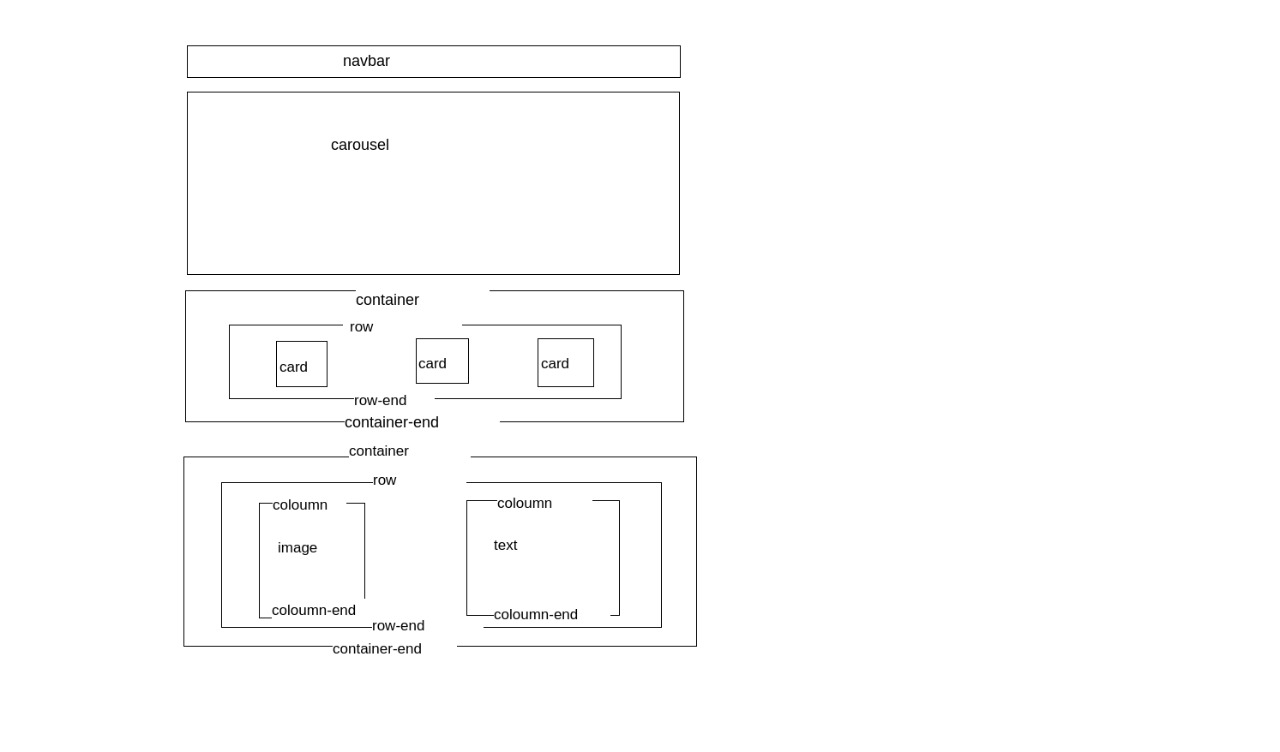 navbar
carousel
container
row
card
card
card
row-end
container-end
container
row
coloumn
coloumn
image
text
coloumn-end
coloumn-end
row-end
container-end